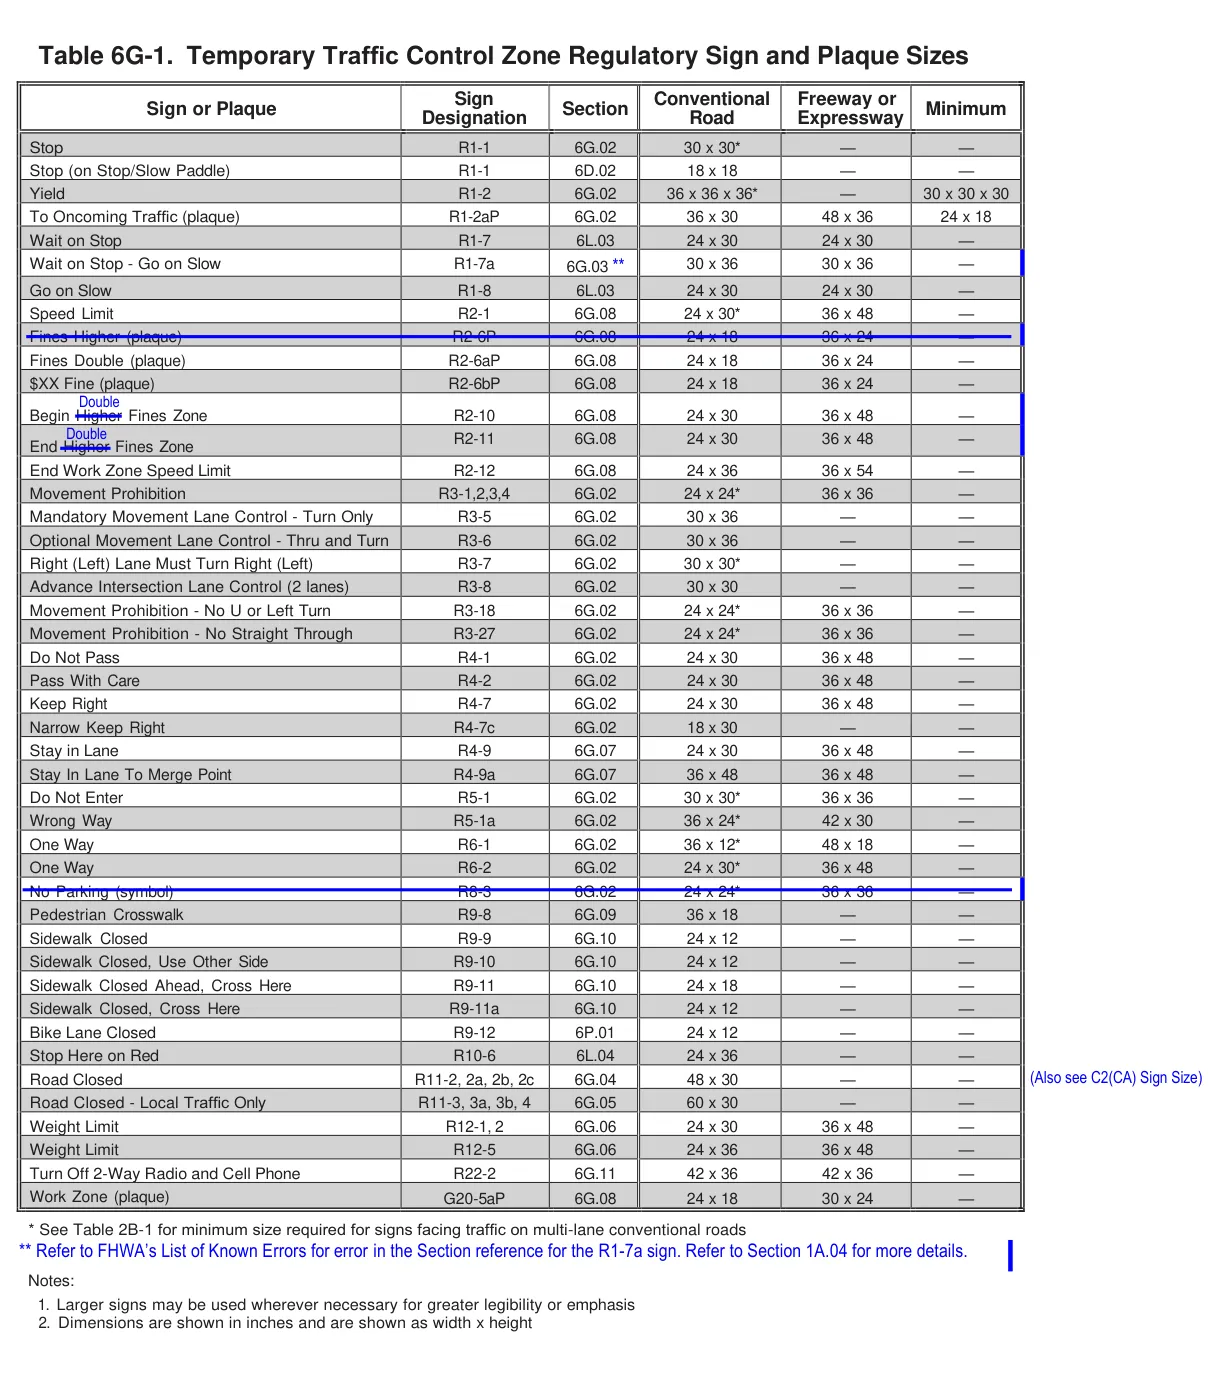 Table 6G-1. Temporary Traffic Control Zone Regulatory Sign and Plaque Sizes
Sign or Plaque Sign Designation Section Conventional Road Freeway or Expressway Minimum
Stop R1-1 6G.02 30 x 30* — —
Stop (on Stop/Slow Paddle) R1-1 6D.02 18 x 18 — —
Yield R1-2 6G.02 36 x 36 x 36* — 30 x 30 x 30
To Oncoming Traffic (plaque) R1-2aP 6G.02 36 x 30 48 x 36 24 x 18
Wait on Stop R1-7 6L.03 24 x 30 24 x 30 —
Wait on Stop - Go on Slow R1-7a 6G.03 ** 30 x 36 30 x 36 —
Go on Slow R1-8 6L.03 24 x 30 24 x 30 —
Speed Limit R2-1 6G.08 24 x 30* 36 x 48 —
Fines Higher (plaque) R2-6P 6G.08 24 x 18 36 x 24 —
Fines Double (plaque) R2-6aP 6G.08 24 x 18 36 x 24 —
$XX Fine (plaque) R2-6bP 6G.08 24 x 18 36 x 24 —
Double
Begin Higher Fines Zone R2-10 6G.08 24 x 30 36 x 48 —
Double
End Higher Fines Zone R2-11 6G.08 24 x 30 36 x 48 —
End Work Zone Speed Limit R2-12 6G.08 24 x 36 36 x 54 —
Movement Prohibition R3-1,2,3,4 6G.02 24 x 24* 36 x 36 —
Mandatory Movement Lane Control - Turn Only R3-5 6G.02 30 x 36 — —
Optional Movement Lane Control - Thru and Turn R3-6 6G.02 30 x 36 — —
Right (Left) Lane Must Turn Right (Left) R3-7 6G.02 30 x 30* — —
Advance Intersection Lane Control (2 lanes) R3-8 6G.02 30 x 30 — —
Movement Prohibition - No U or Left Turn R3-18 6G.02 24 x 24* 36 x 36 —
Movement Prohibition - No Straight Through R3-27 6G.02 24 x 24* 36 x 36 —
Do Not Pass R4-1 6G.02 24 x 30 36 x 48 —
Pass With Care R4-2 6G.02 24 x 30 36 x 48 —
Keep Right R4-7 6G.02 24 x 30 36 x 48 —
Narrow Keep Right R4-7c 6G.02 18 x 30 — —
Stay in Lane R4-9 6G.07 24 x 30 36 x 48 —
Stay In Lane To Merge Point R4-9a 6G.07 36 x 48 36 x 48 —
Do Not Enter R5-1 6G.02 30 x 30* 36 x 36 —
Wrong Way R5-1a 6G.02 36 x 24* 42 x 30 —
One Way R6-1 6G.02 36 x 12* 48 x 18 —
One Way R6-2 6G.02 24 x 30* 36 x 48 —
No Parking (symbol) R8-3 6G.02 24 x 24* 36 x 36 —
Pedestrian Crosswalk R9-8 6G.09 36 x 18 — —
Sidewalk Closed R9-9 6G.10 24 x 12 — —
Sidewalk Closed, Use Other Side R9-10 6G.10 24 x 12 — —
Sidewalk Closed Ahead, Cross Here R9-11 6G.10 24 x 18 — —
Sidewalk Closed, Cross Here R9-11a 6G.10 24 x 12 — —
Bike Lane Closed R9-12 6P.01 24 x 12 — —
Stop Here on Red R10-6 6L.04 24 x 36 — —
Road Closed R11-2, 2a, 2b, 2c 6G.04 48 x 30 — — (Also see C2(CA) Sign Size)
Road Closed - Local Traffic Only R11-3, 3a, 3b, 4 6G.05 60 x 30 — —
Weight Limit R12-1, 2 6G.06 24 x 30 36 x 48 —
Weight Limit R12-5 6G.06 24 x 36 36 x 48 —
Turn Off 2-Way Radio and Cell Phone R22-2 6G.11 42 x 36 42 x 36 —
Work Zone (plaque) G20-5aP 6G.08 24 x 18 30 x 24 —
* See Table 2B-1 for minimum size required for signs facing traffic on multi-lane conventional roads
** Refer to FHWA's List of Known Errors for error in the Section reference for the R1-7a sign. Refer to Section 1A.04 for more details.
Notes:
1. Larger signs may be used wherever necessary for greater legibility or emphasis
2. Dimensions are shown in inches and are shown as width x height